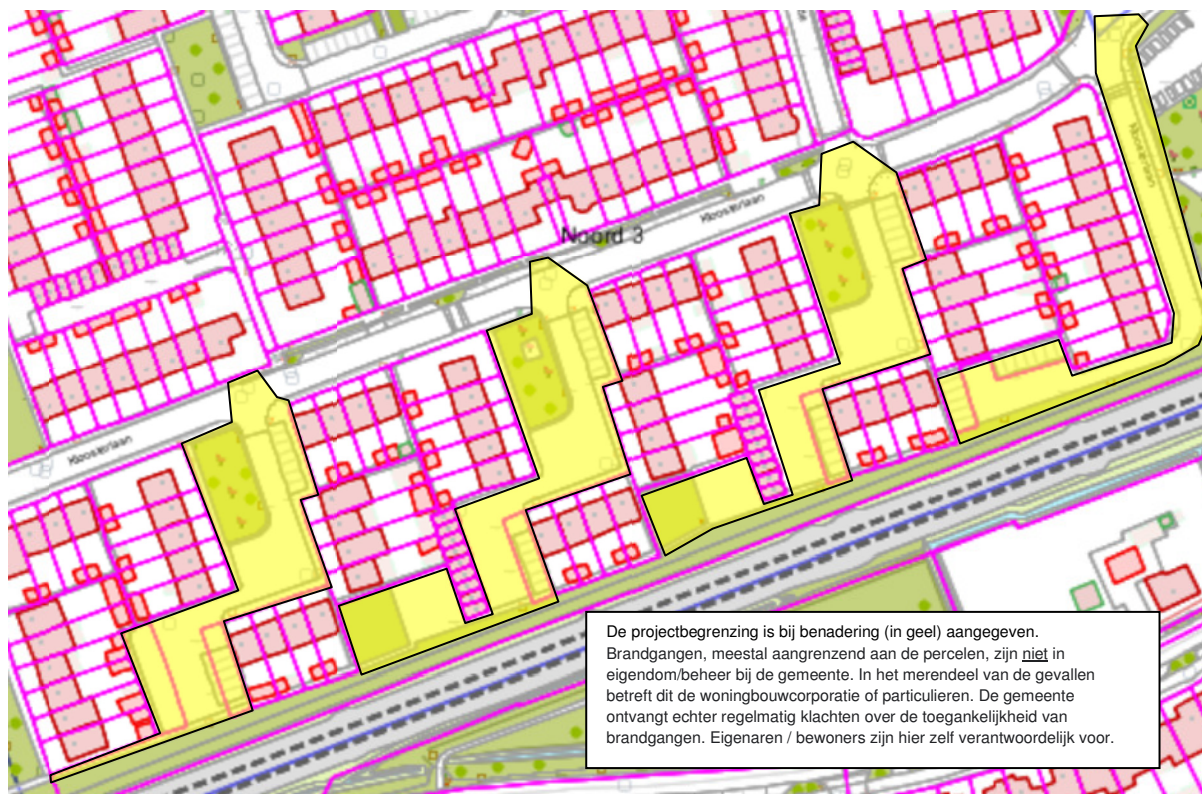 Kloosterlaan
Kloosterlaan
Noord 3
Kloosterlaan
De projectbegrenzing is bij benadering (in geel) aangegeven.
Brandgangen, meestal aangrenzend aan de percelen, zijn niet in
eigendom/beheer bij de gemeente. In het merendeel van de gevallen
betreft dit de woningbouwcorporatie of particulieren. De gemeente
ontvangt echter regelmatig klachten over de toegankelijkheid van
brandgangen. Eigenaren / bewoners zijn hier zelf verantwoordelijk voor.